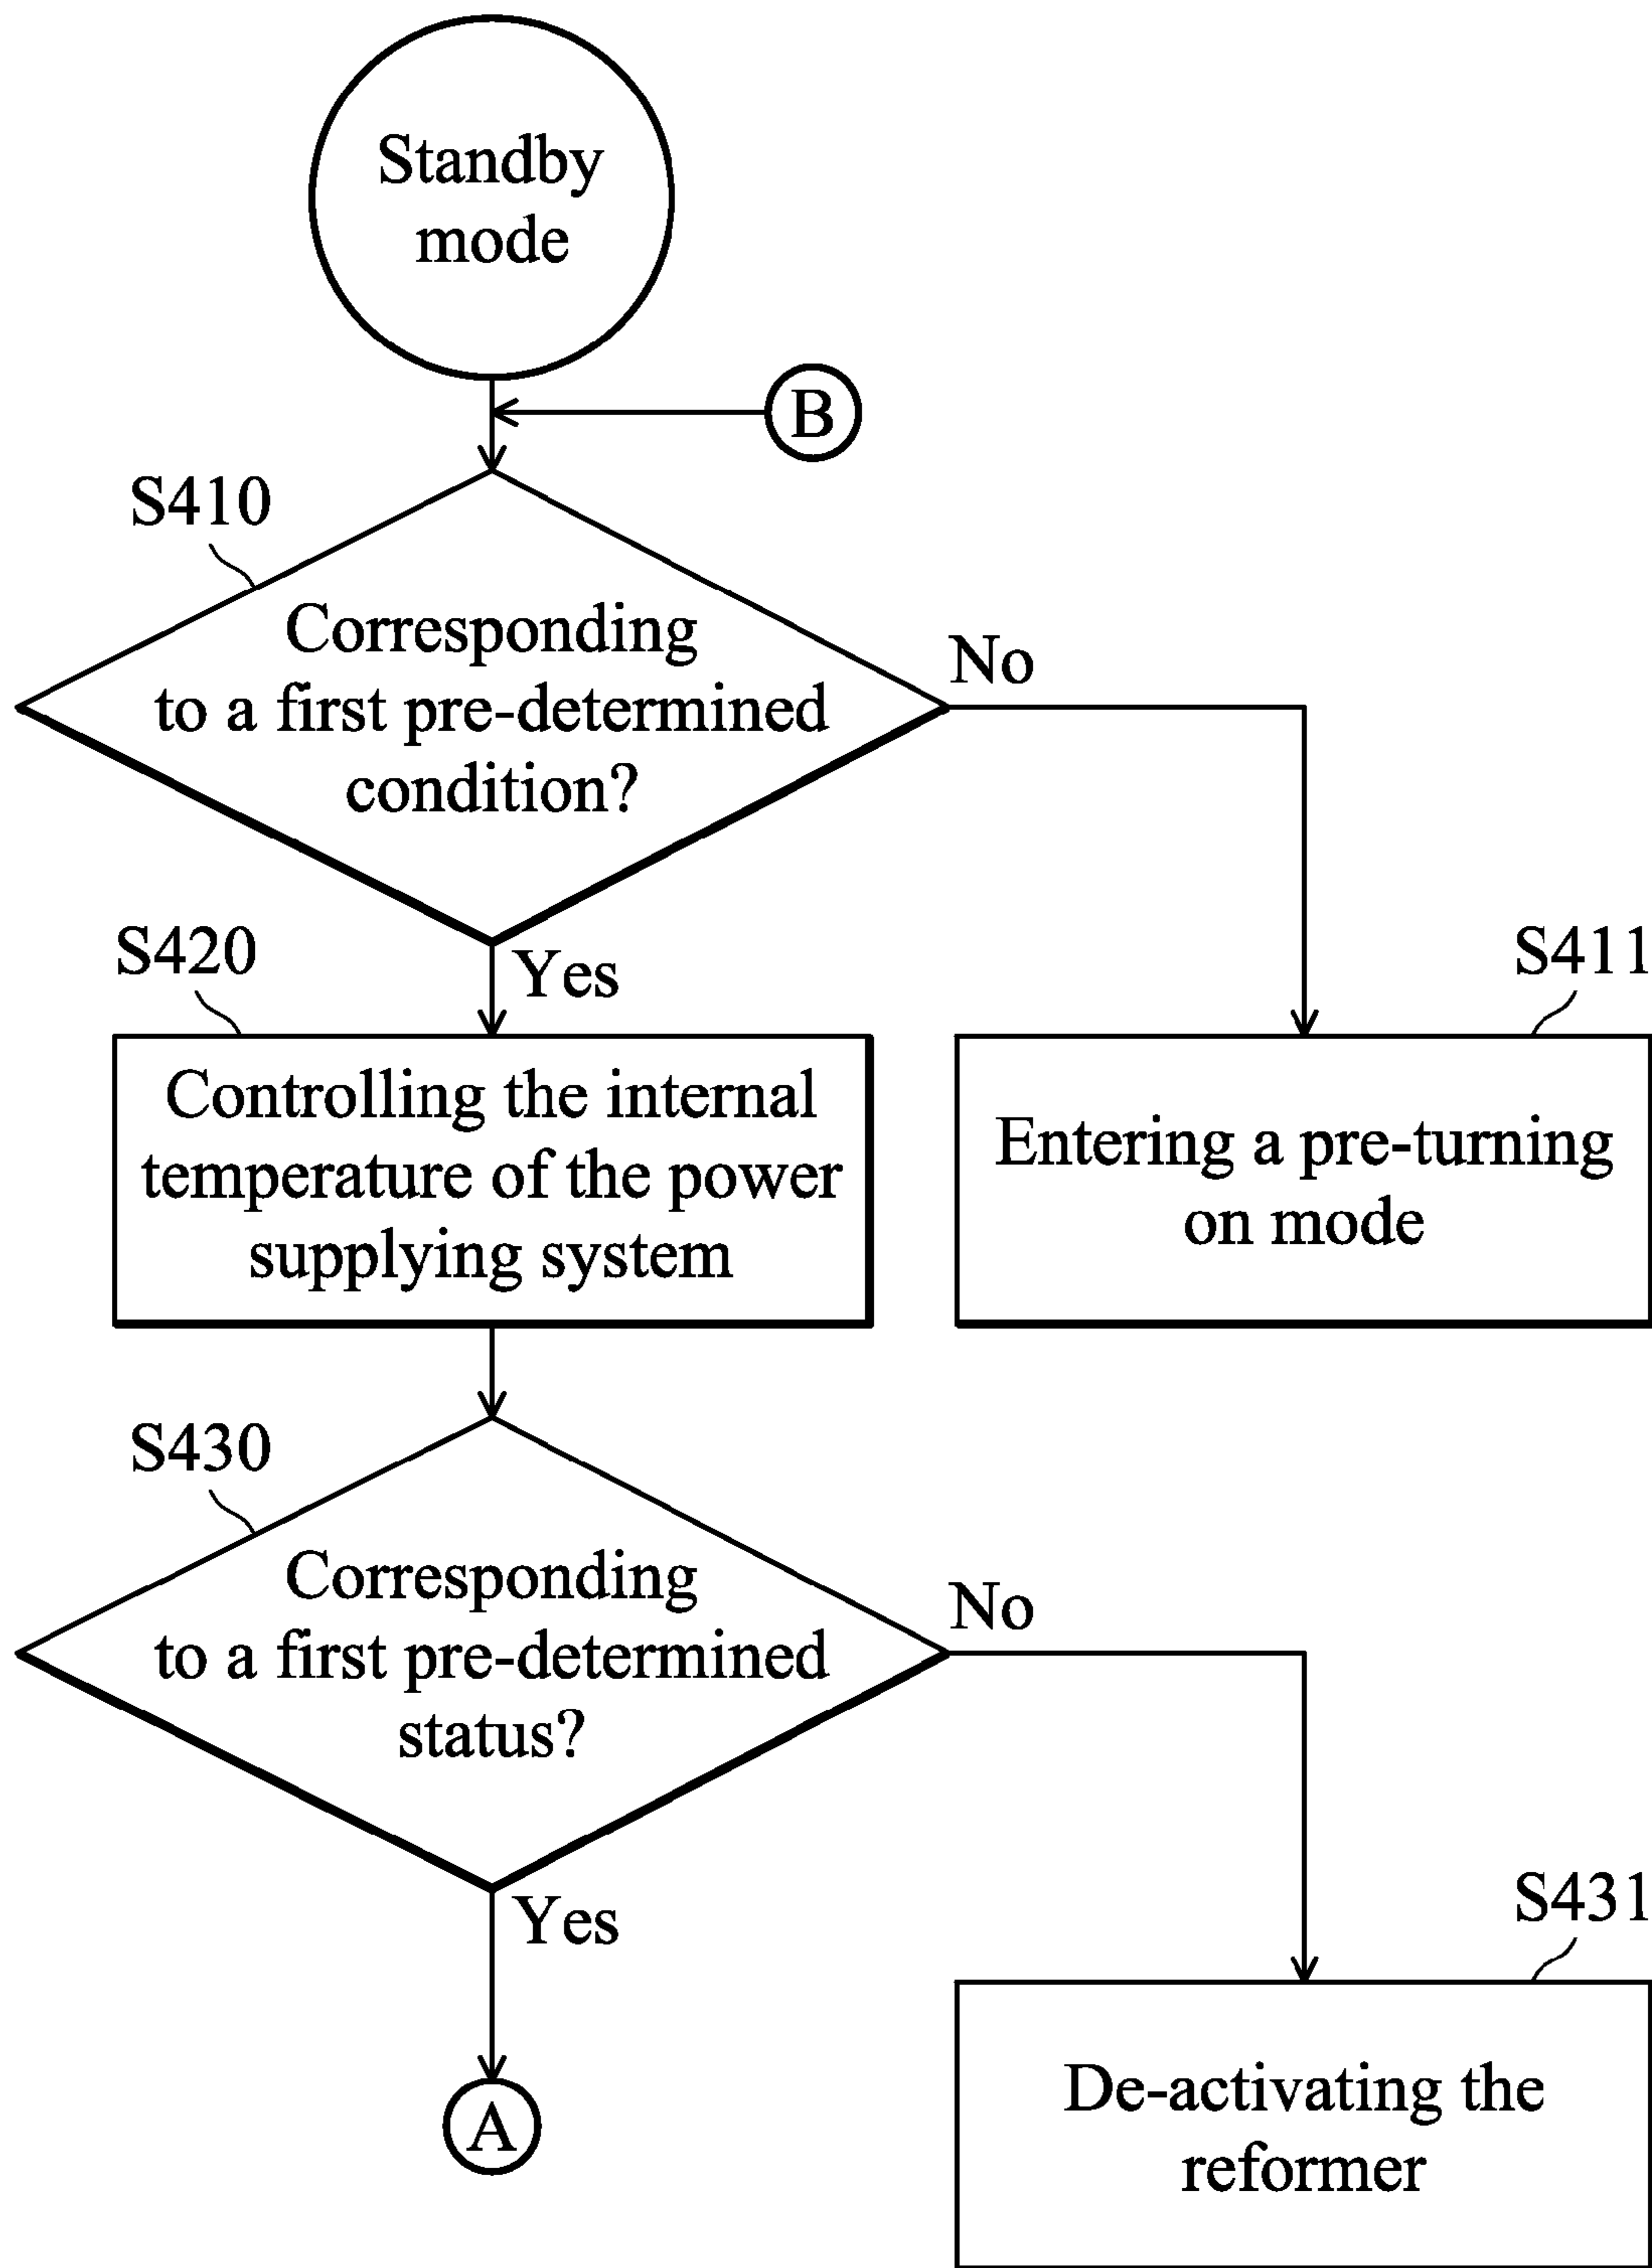 Standby
mode
B
S410
Corresponding
to a first pre-determined
condition?
No
Yes
S420
Controlling the internal
temperature of the power
supplying system
S411
Entering a pre-turning
on mode
S430
Corresponding
to a first pre-determined
status?
No
Yes
A
S431
De-activating the
reformer